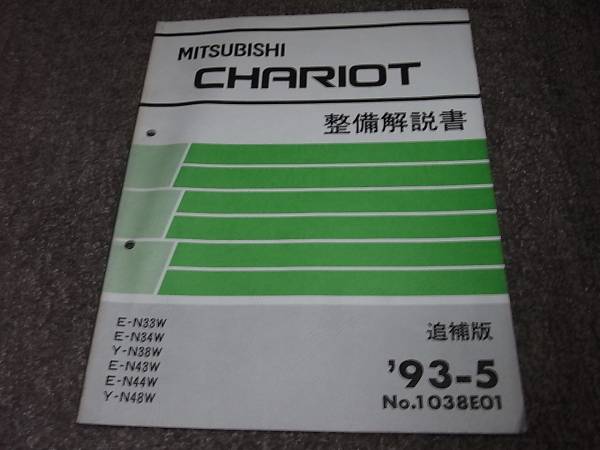 MITSUBISHI
CHARIOT
整備解説書
E-N33W
E-N34W
Y-N38W
E-N43W
E-N44W
Y-N48W
追補版
'93-5
No.1038E01